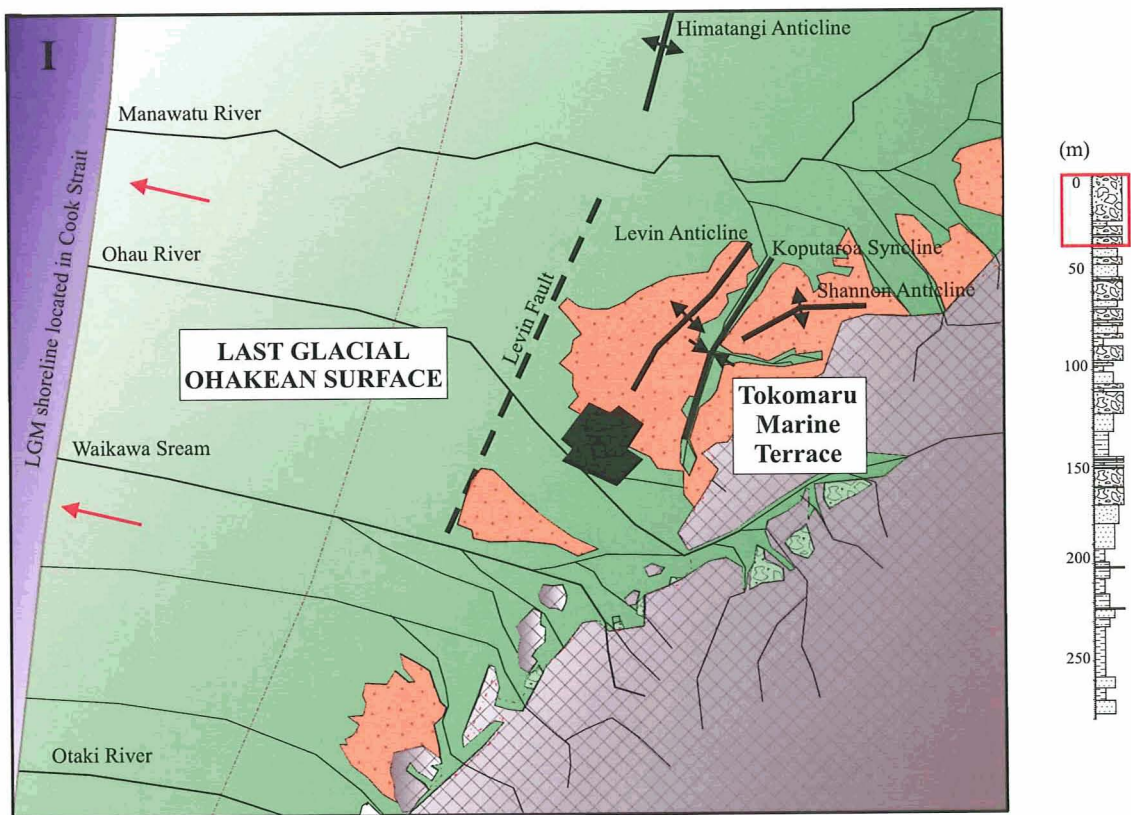 I
Himatangi Anticline
Manawatu River
LGM shoreline located in Cook Strait
Ohau River
Levin Anticline
Koputaroa Syncline
Levin Fault
Shannon Anticline
LAST GLACIAL
OHAKEAN SURFACE
Tokomaru
Marine
Terrace
Waikawa Sream
Otaki River
(m)
0
50
100
150
200
250